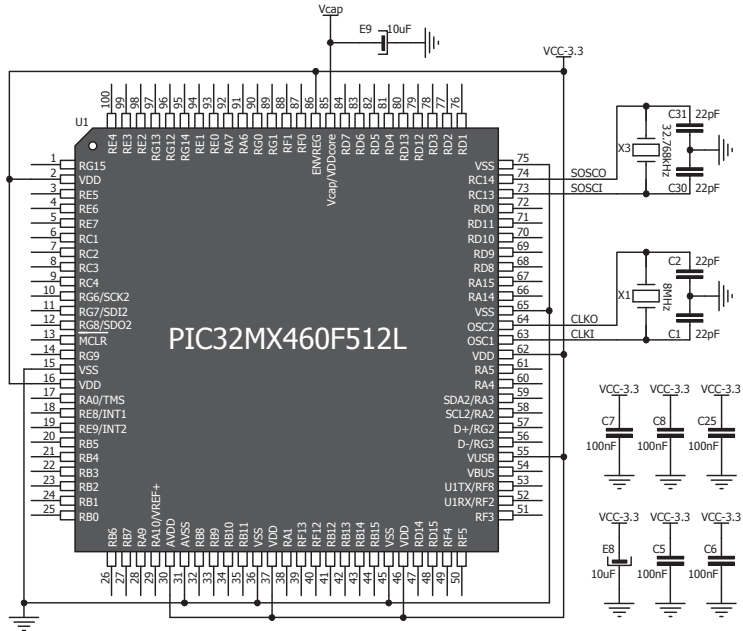 Vcap
E9 10uF
VCC-3.3
100 99 98 97 96 95 94 93 92 91 90 89 88 87 86 85 84 83 82 81 80 79 78 77 76
U1
RE4 RE3 RE2 RG13 RG12 RG14 RE1 RE0 RA7 RA6 RG0 RG1 RF1 RF0 ENVREG Vcap/VDDcore RD7 RD6 RD5 RD4 RD13 RD12 RD3 RD2 RD1
1 RG15
2 VDD
3 RE5
4 RE6
5 RE7
6 RC1
7 RC2
8 RC3
9 RC4
10 RG6/SCK2
11 RG7/SDI2
12 RG8/SDO2
13 MCLR
14 RG9
15 VSS
16 VDD
17 RA0/TMS
18 RE8/INT1
19 RE9/INT2
20 RB5
21 RB4
22 RB3
23 RB2
24 RB1
25 RB0
PIC32MX460F512L
VSS 75
RC14 74 SOSCO
RC13 73 SOSCI
RD0 72
RD11 71
RD10 70
RD9 69
RD8 68
RA15 67
RA14 66
VSS 65
OSC2 64 CLKO
OSC1 63 CLKI
VDD 62
RA5 61
RA4 60
SDA2/RA3 59
SCL2/RA2 58
D+/RG2 57
D-/RG3 56
VUSB 55
VBUS 54
U1TX/RF8 53
U1RX/RF2 52
RF3 51
RB6 RB7 RA9 RA10/VREF+ AVDD AVSS RB8 RB9 RB10 RB11 VSS VDD RA1 RF13 RF12 RB12 RB13 RB14 RB15 VSS VDD RD14 RD15 RF4 RF5
26 27 28 29 30 31 32 33 34 35 36 37 38 39 40 41 42 43 44 45 46 47 48 49 50
C31 22pF
X3 32.768kHz
C30 22pF
C2 22pF
X1 8MHz
C1 22pF
VCC-3.3 VCC-3.3 VCC-3.3
C7 C8 C25
100nF 100nF 100nF
VCC-3.3 VCC-3.3 VCC-3.3
E8 C5 C6
10uF 100nF 100nF